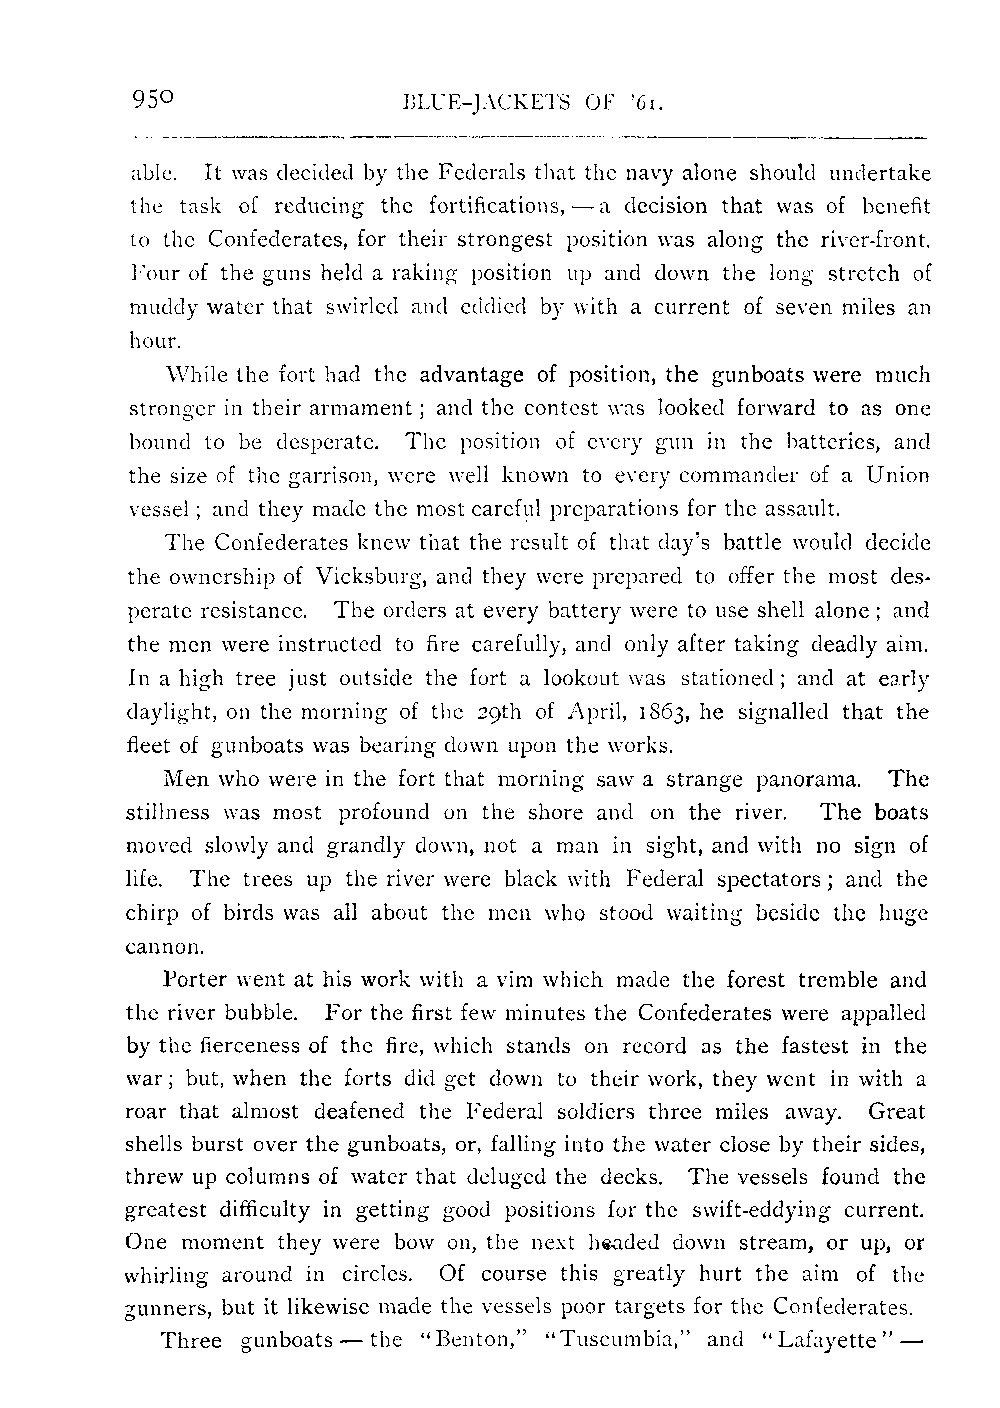 950 BLUE-JACKETS OF '61.
able. It was decided by the Federals that the navy alone should undertake
the task of reducing the fortifications, — a decision that was of benefit
to the Confederates, for their strongest position was along the river-front.
Four of the guns held a raking position up and down the long stretch of
muddy water that swirled and eddied by with a current of seven miles an
hour.
While the fort had the advantage of position, the gunboats were much
stronger in their armament ; and the contest was looked forward to as one
bound to be desperate. The position of every gun in the batteries, and
the size of the garrison, were well known to every commander of a Union
vessel ; and they made the most careful preparations for the assault.
The Confederates knew that the result of that day's battle would decide
the ownership of Vicksburg, and they were prepared to offer the most des-
perate resistance. The orders at every battery were to use shell alone ; and
the men were instructed to fire carefully, and only after taking deadly aim.
In a high tree just outside the fort a lookout was stationed ; and at early
daylight, on the morning of the 29th of April, 1863, he signalled that the
fleet of gunboats was bearing down upon the works.
Men who were in the fort that morning saw a strange panorama. The
stillness was most profound on the shore and on the river. The boats
moved slowly and grandly down, not a man in sight, and with no sign of
life. The trees up the river were black with Federal spectators ; and the
chirp of birds was all about the men who stood waiting beside the huge
cannon.
Porter went at his work with a vim which made the forest tremble and
the river bubble. For the first few minutes the Confederates were appalled
by the fierceness of the fire, which stands on record as the fastest in the
war ; but, when the forts did get down to their work, they went in with a
roar that almost deafened the Federal soldiers three miles away. Great
shells burst over the gunboats, or, falling into the water close by their sides,
threw up columns of water that deluged the decks. The vessels found the
greatest difficulty in getting good positions for the swift-eddying current.
One moment they were bow on, the next headed down stream, or up, or
whirling around in circles. Of course this greatly hurt the aim of the
gunners, but it likewise made the vessels poor targets for the Confederates.
Three gunboats — the "Benton," "Tuscumbia," and "Lafayette" —